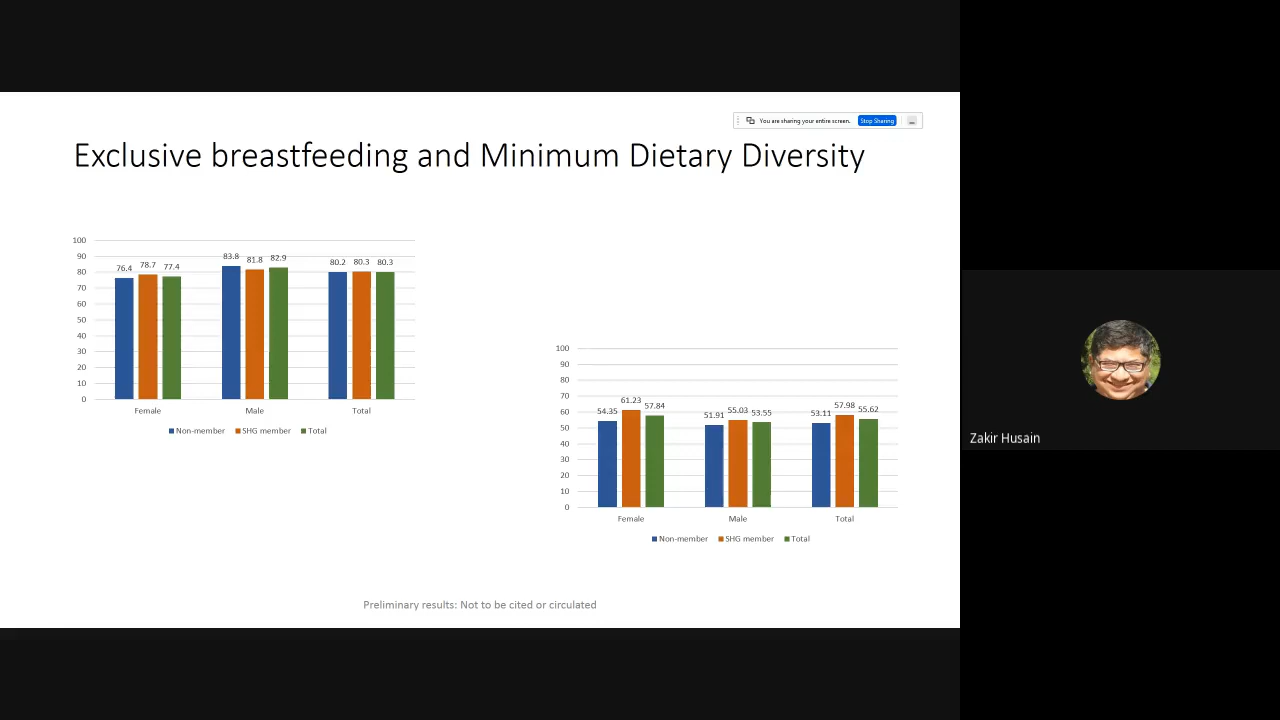 You are sharing your entire screen. Stop Sharing
Exclusive breastfeeding and Minimum Dietary Diversity
100
90
80
70
60
50
40
30
20
10
0
76.4 78.7 77.4
83.8 81.8 82.9
80.2 80.3 80.3
Female Male Total
Non-member SHG member Total
100
90
80
70
60
50
40
30
20
10
0
54.35 61.23 57.84
51.91 55.03 53.55
53.11 57.98 55.62
Female Male Total
Non-member SHG member Total
Preliminary results: Not to be cited or circulated
Zakir Husain